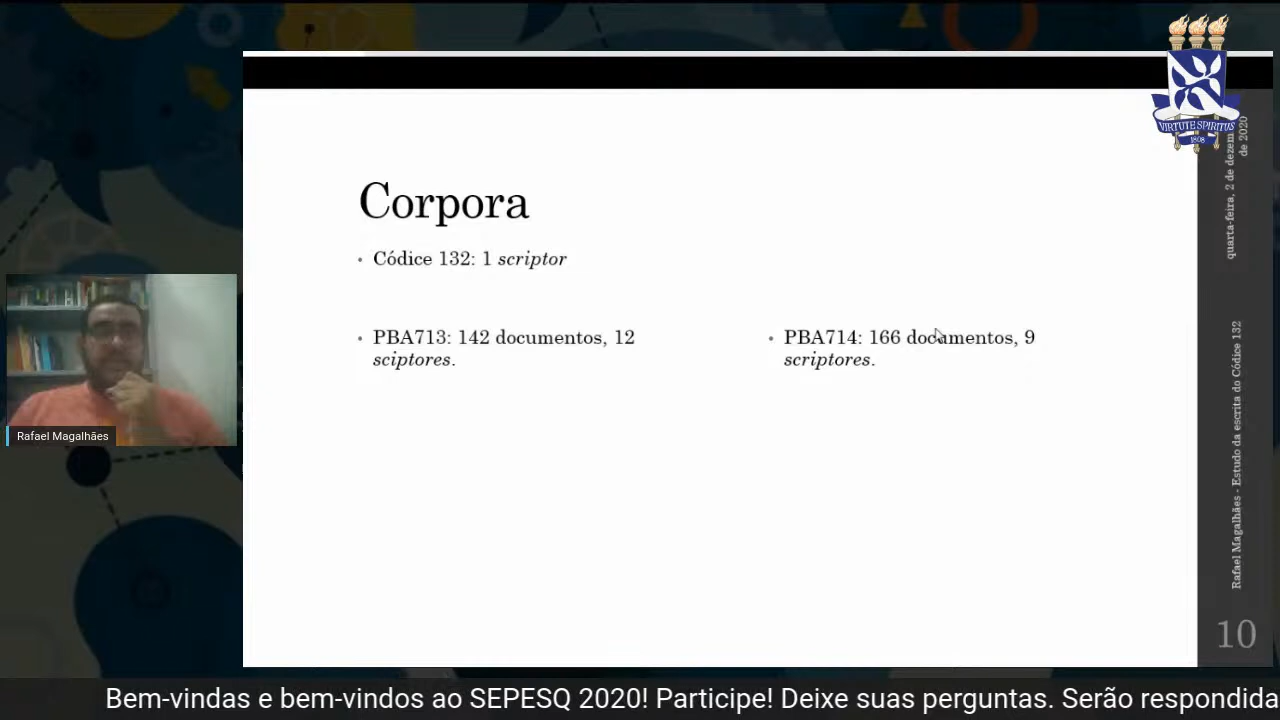 VIRTUTE SPIRITUS
1808
Corpora
• Códice 132: 1 scriptor
• PBA713: 142 documentos, 12
sciptores.
• PBA714: 166 documentos, 9
scriptores.
quarta-feira, 2 de dezem
de 2020
Rafael Magalhães - Estudo da escrita do Códice 132
10
Rafael Magalhães
Bem-vindas e bem-vindos ao SEPESQ 2020! Participe! Deixe suas perguntas. Serão respondida